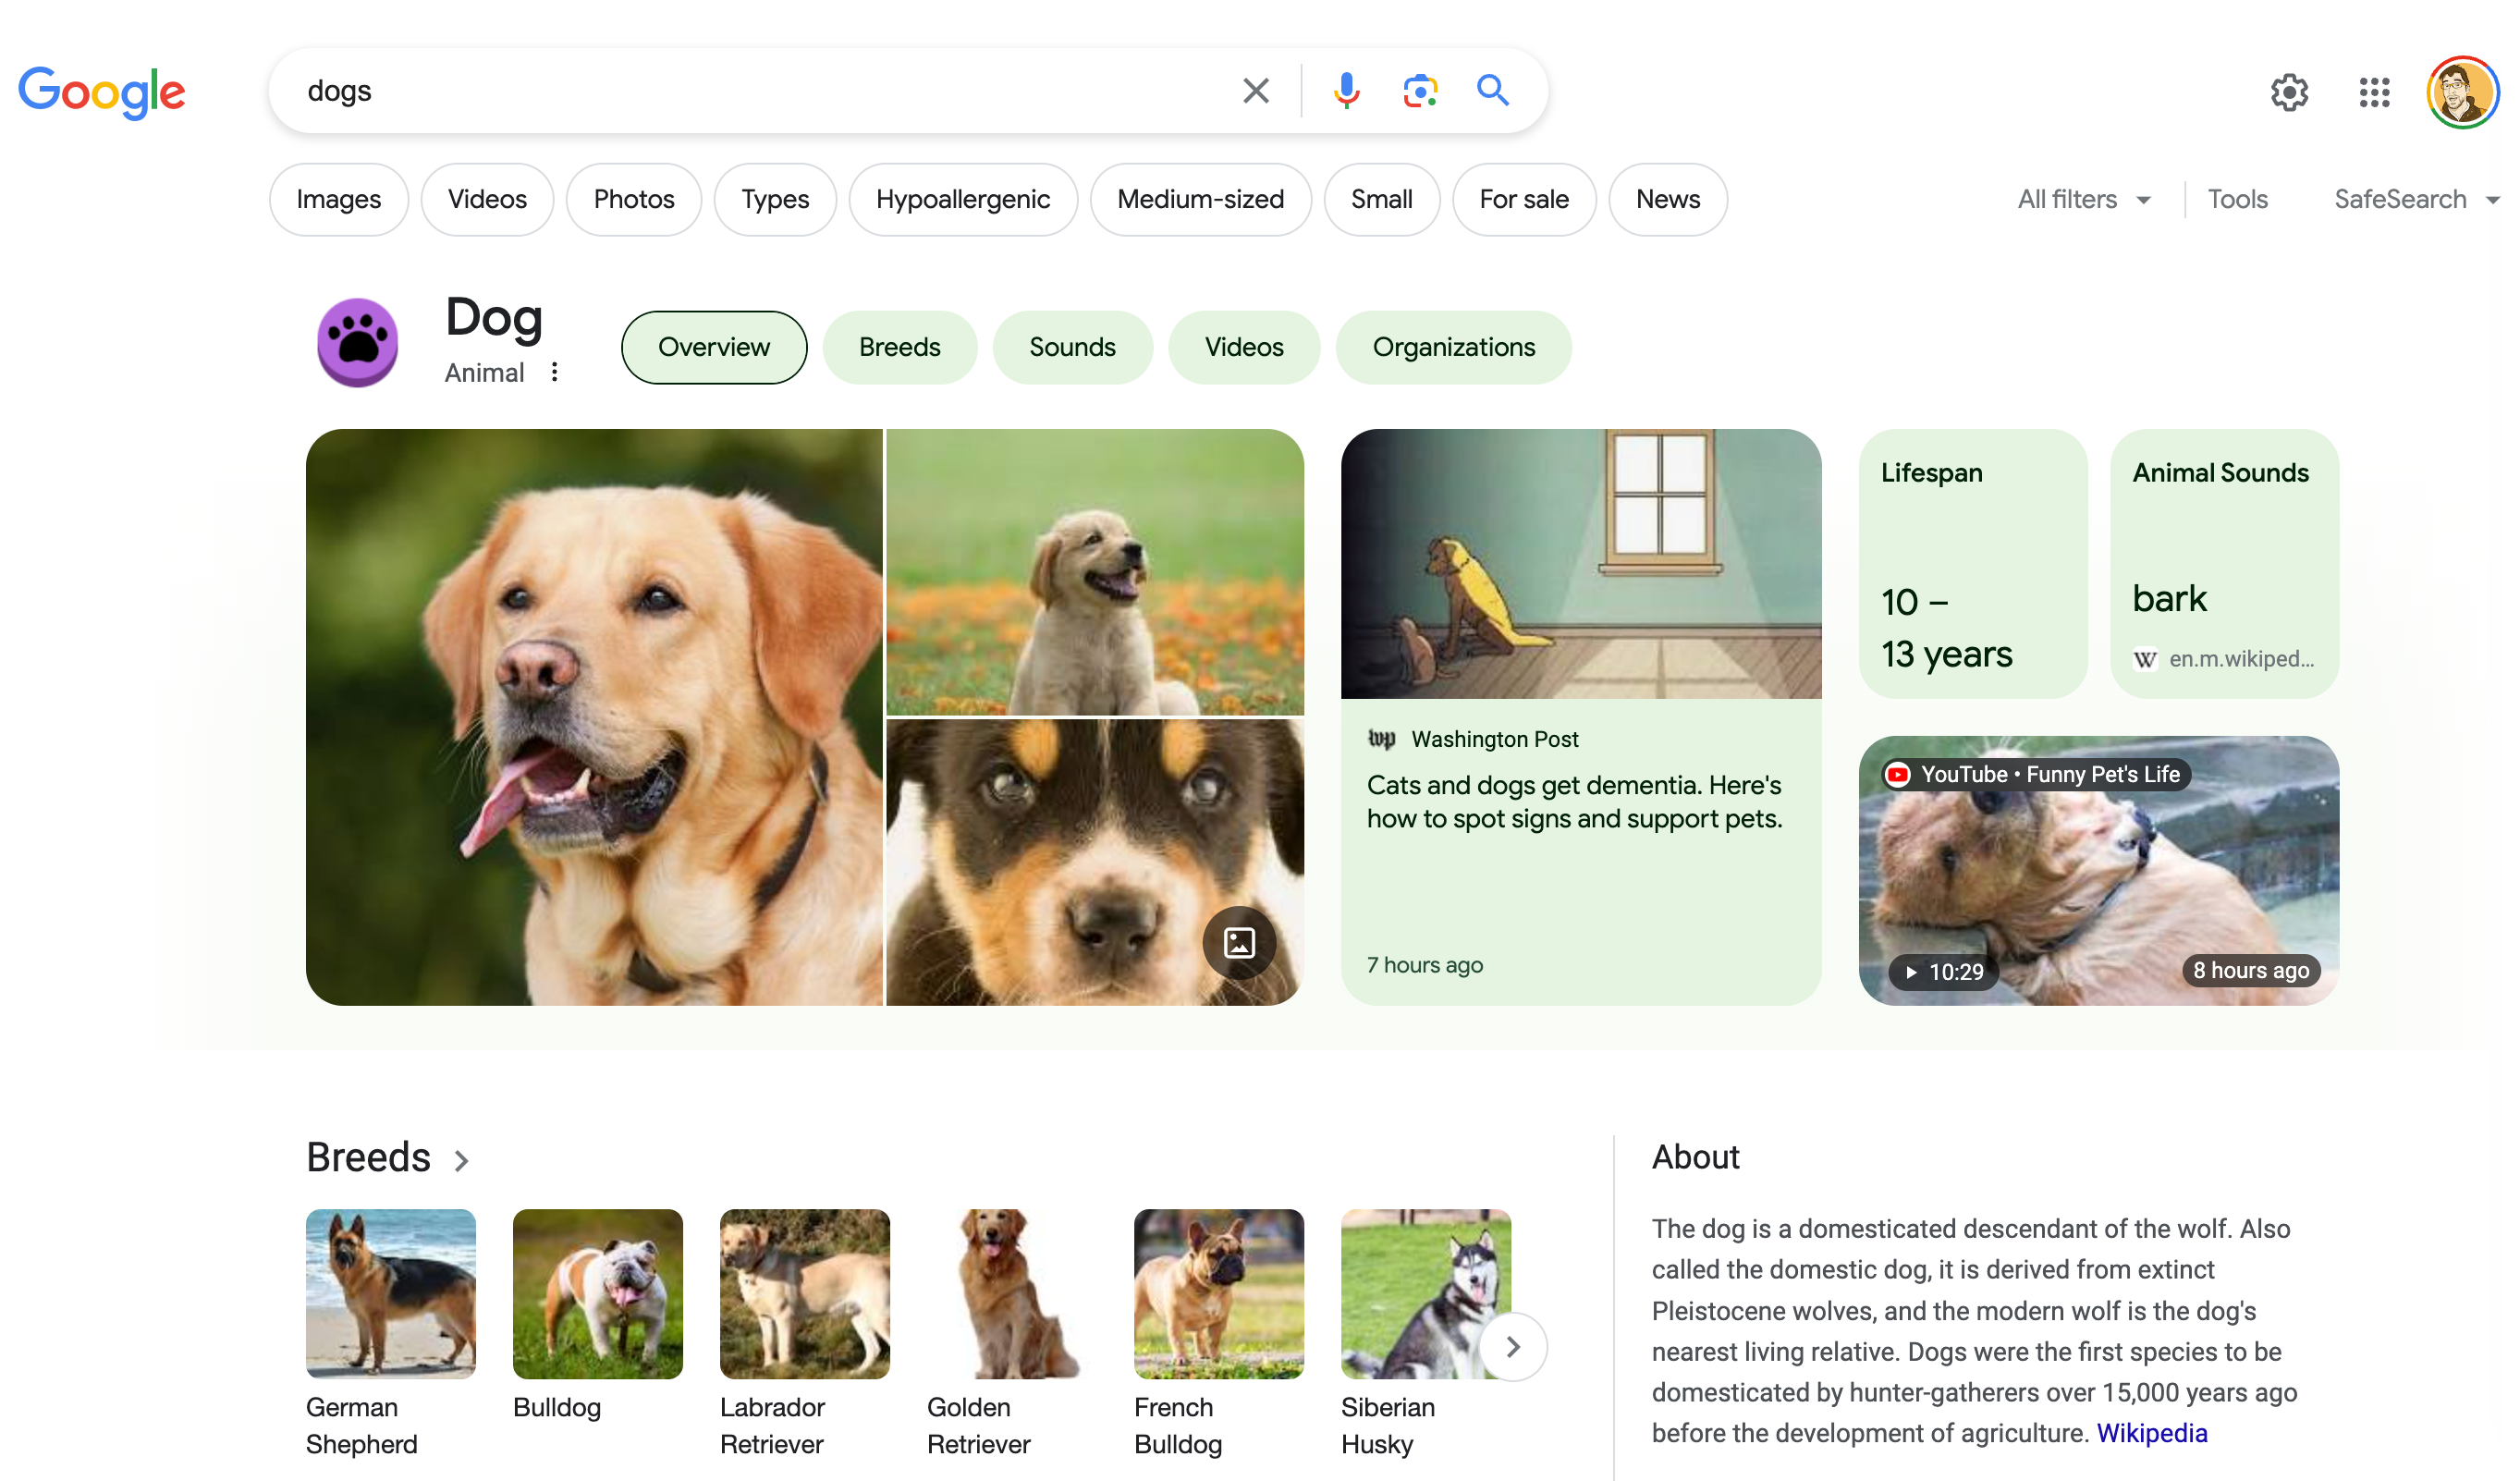 Google
dogs
Images
Videos
Photos
Types
Hypoallergenic
Medium-sized
Small
For sale
News
All filters
Tools
SafeSearch
Dog
Animal
Overview
Breeds
Sounds
Videos
Organizations
Washington Post
Cats and dogs get dementia. Here's
how to spot signs and support pets.
7 hours ago
Lifespan
10 –
13 years
Animal Sounds
bark
W en.m.wikiped...
YouTube • Funny Pet's Life
10:29
8 hours ago
Breeds
German
Shepherd
Bulldog
Labrador
Retriever
Golden
Retriever
French
Bulldog
Siberian
Husky
About
The dog is a domesticated descendant of the wolf. Also
called the domestic dog, it is derived from extinct
Pleistocene wolves, and the modern wolf is the dog's
nearest living relative. Dogs were the first species to be
domesticated by hunter-gatherers over 15,000 years ago
before the development of agriculture. Wikipedia